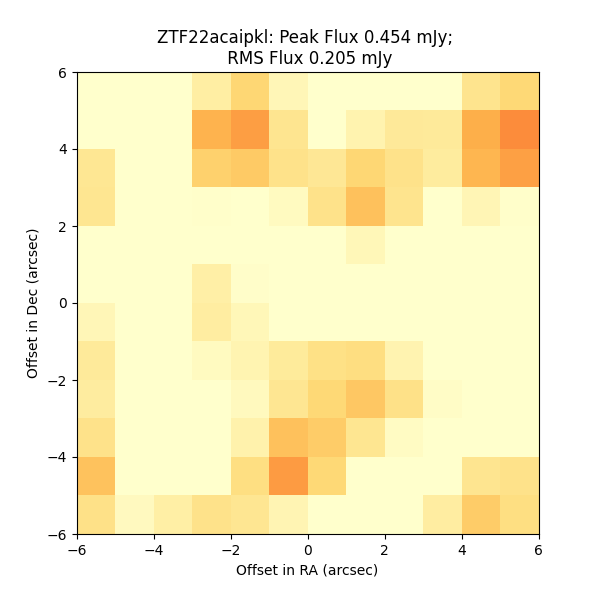 ZTF22acaipkl: Peak Flux 0.454 mJy;
RMS Flux 0.205 mJy
6
4
2
0
−2
−4
−6
Offset in Dec (arcsec)
−6 −4 −2 0 2 4 6
Offset in RA (arcsec)